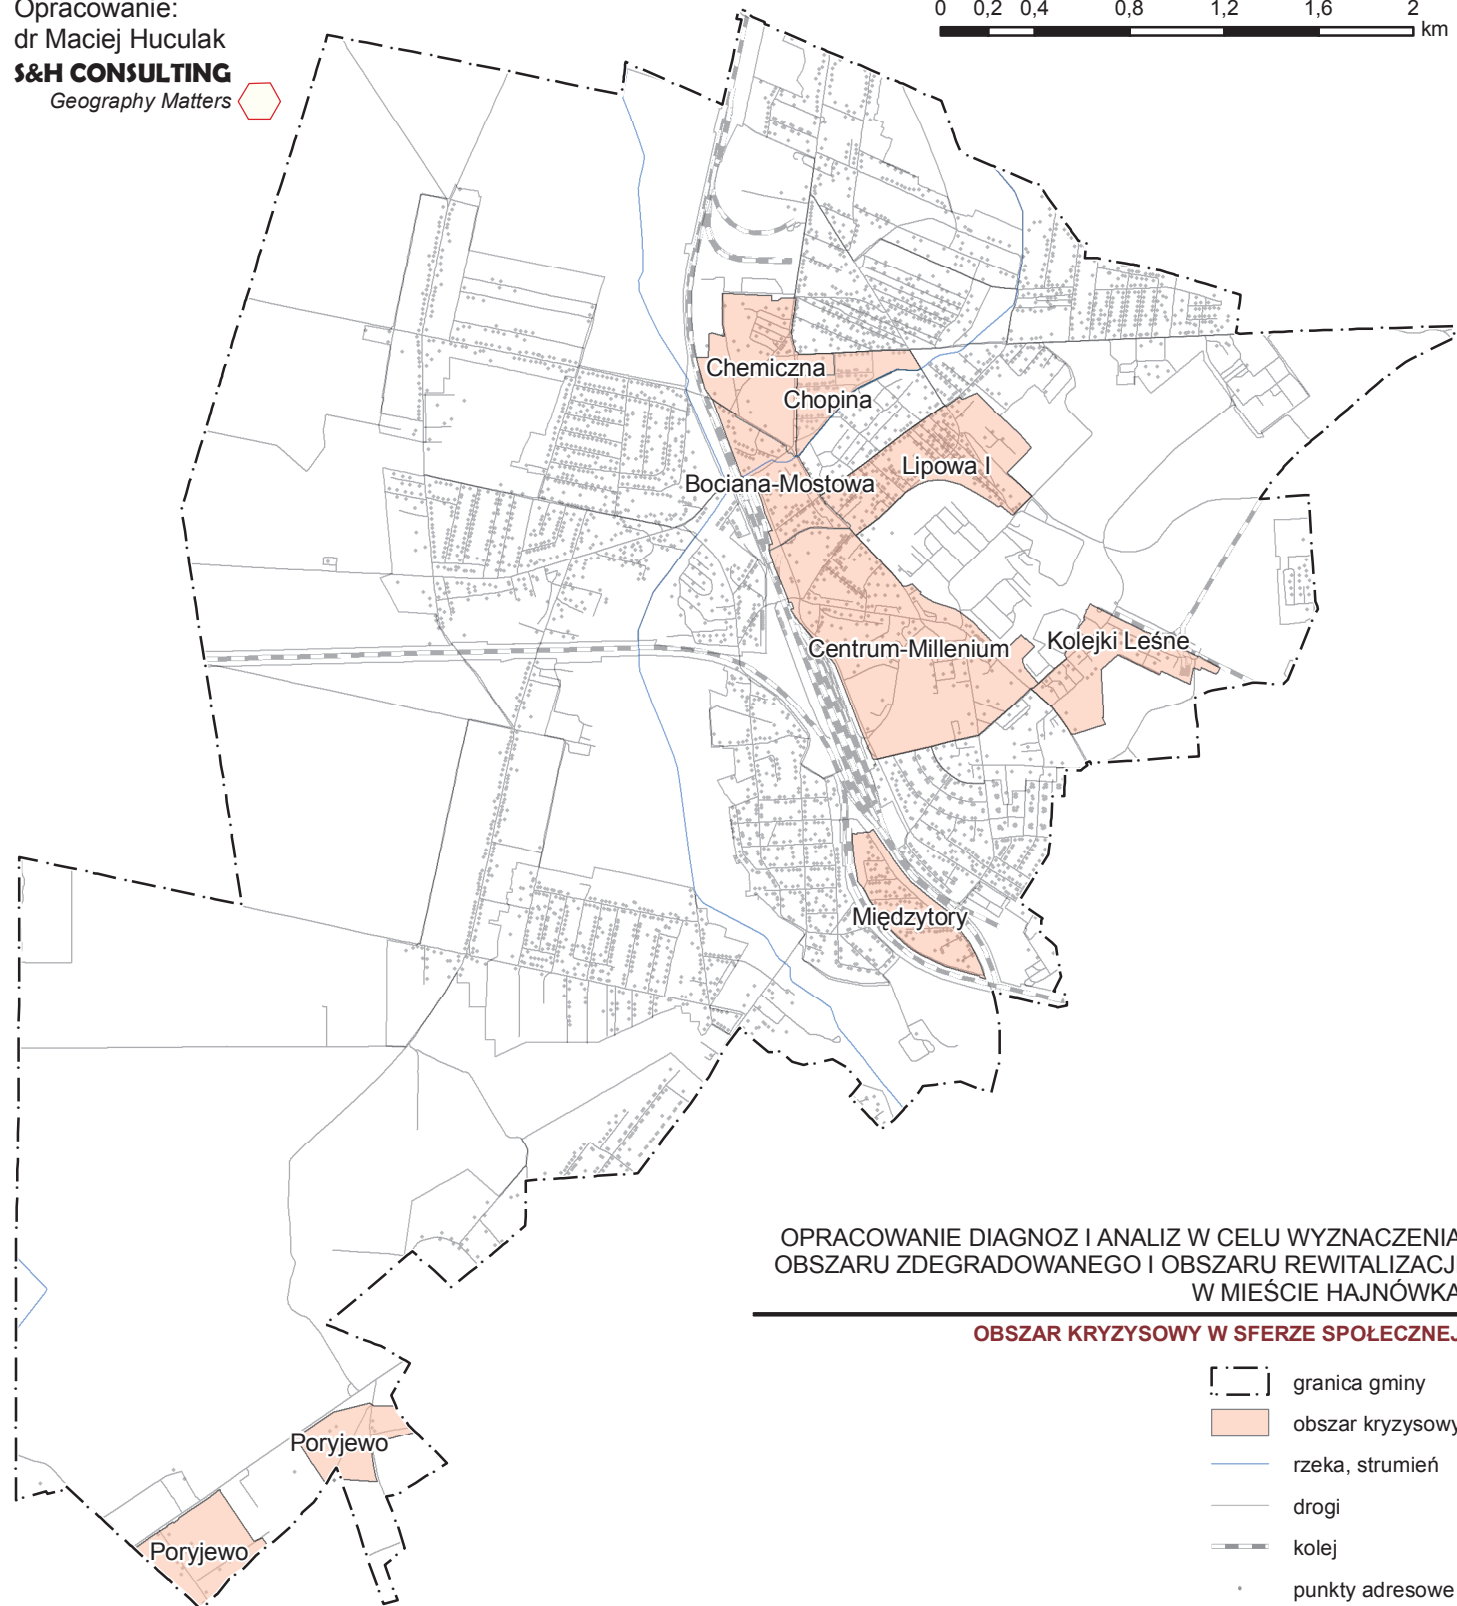 Opracowanie:
dr Maciej Huculak
S&H CONSULTING
Geography Matters
0 0,2 0,4 0,8 1,2 1,6 2
km
Chemiczna
Chopina
Lipowa I
Bociana-Mostowa
Centrum-Millenium
Kolejki Leśne
Międzytory
Poryjewo
Poryjewo
OPRACOWANIE DIAGNOZ I ANALIZ W CELU WYZNACZENIA
OBSZARU ZDEGRADOWANEGO I OBSZARU REWITALIZACJI
W MIEŚCIE HAJNÓWKA
OBSZAR KRYZYSOWY W SFERZE SPOŁECZNEJ
granica gminy
obszar kryzysowy
rzeka, strumień
drogi
kolej
punkty adresowe